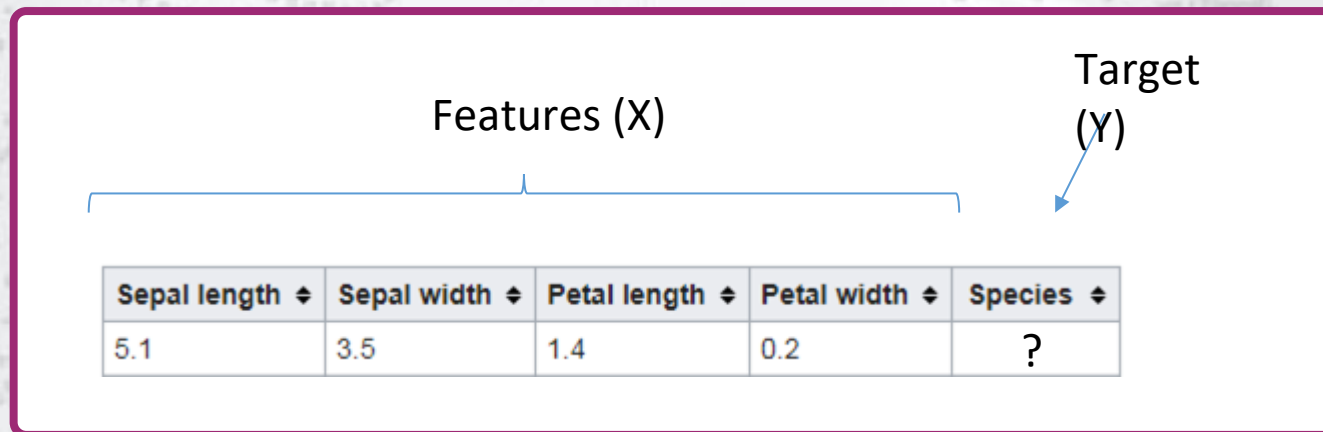 Features (X)
Target
(Y)
Sepal length Sepal width Petal length Petal width Species
5.1 3.5 1.4 0.2 ?